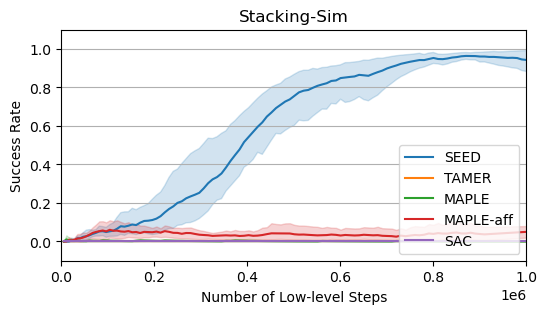 Stacking-Sim
Success Rate
1.0
0.8
0.6
0.4
0.2
0.0
SEED
TAMER
MAPLE
MAPLE-aff
SAC
0.0 0.2 0.4 0.6 0.8 1.0
Number of Low-level Steps
1e6